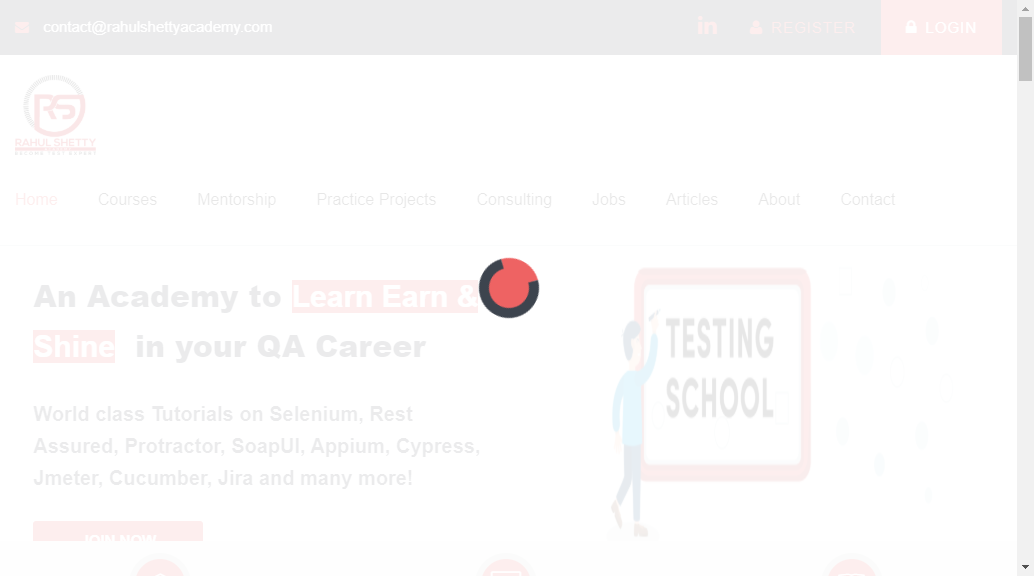 contact@rahulshettyacademy.com
REGISTER
LOGIN
RS
RAHUL SHETTY
Home Courses Mentorship Practice Projects Consulting Jobs Articles About Contact
An Academy to Learn Earn &
Shine in your QA Career
World class Tutorials on Selenium, Rest
Assured, Protractor, SoapUI, Appium, Cypress,
Jmeter, Cucumber, Jira and many more!
JOIN NOW
TESTING
SCHOOL